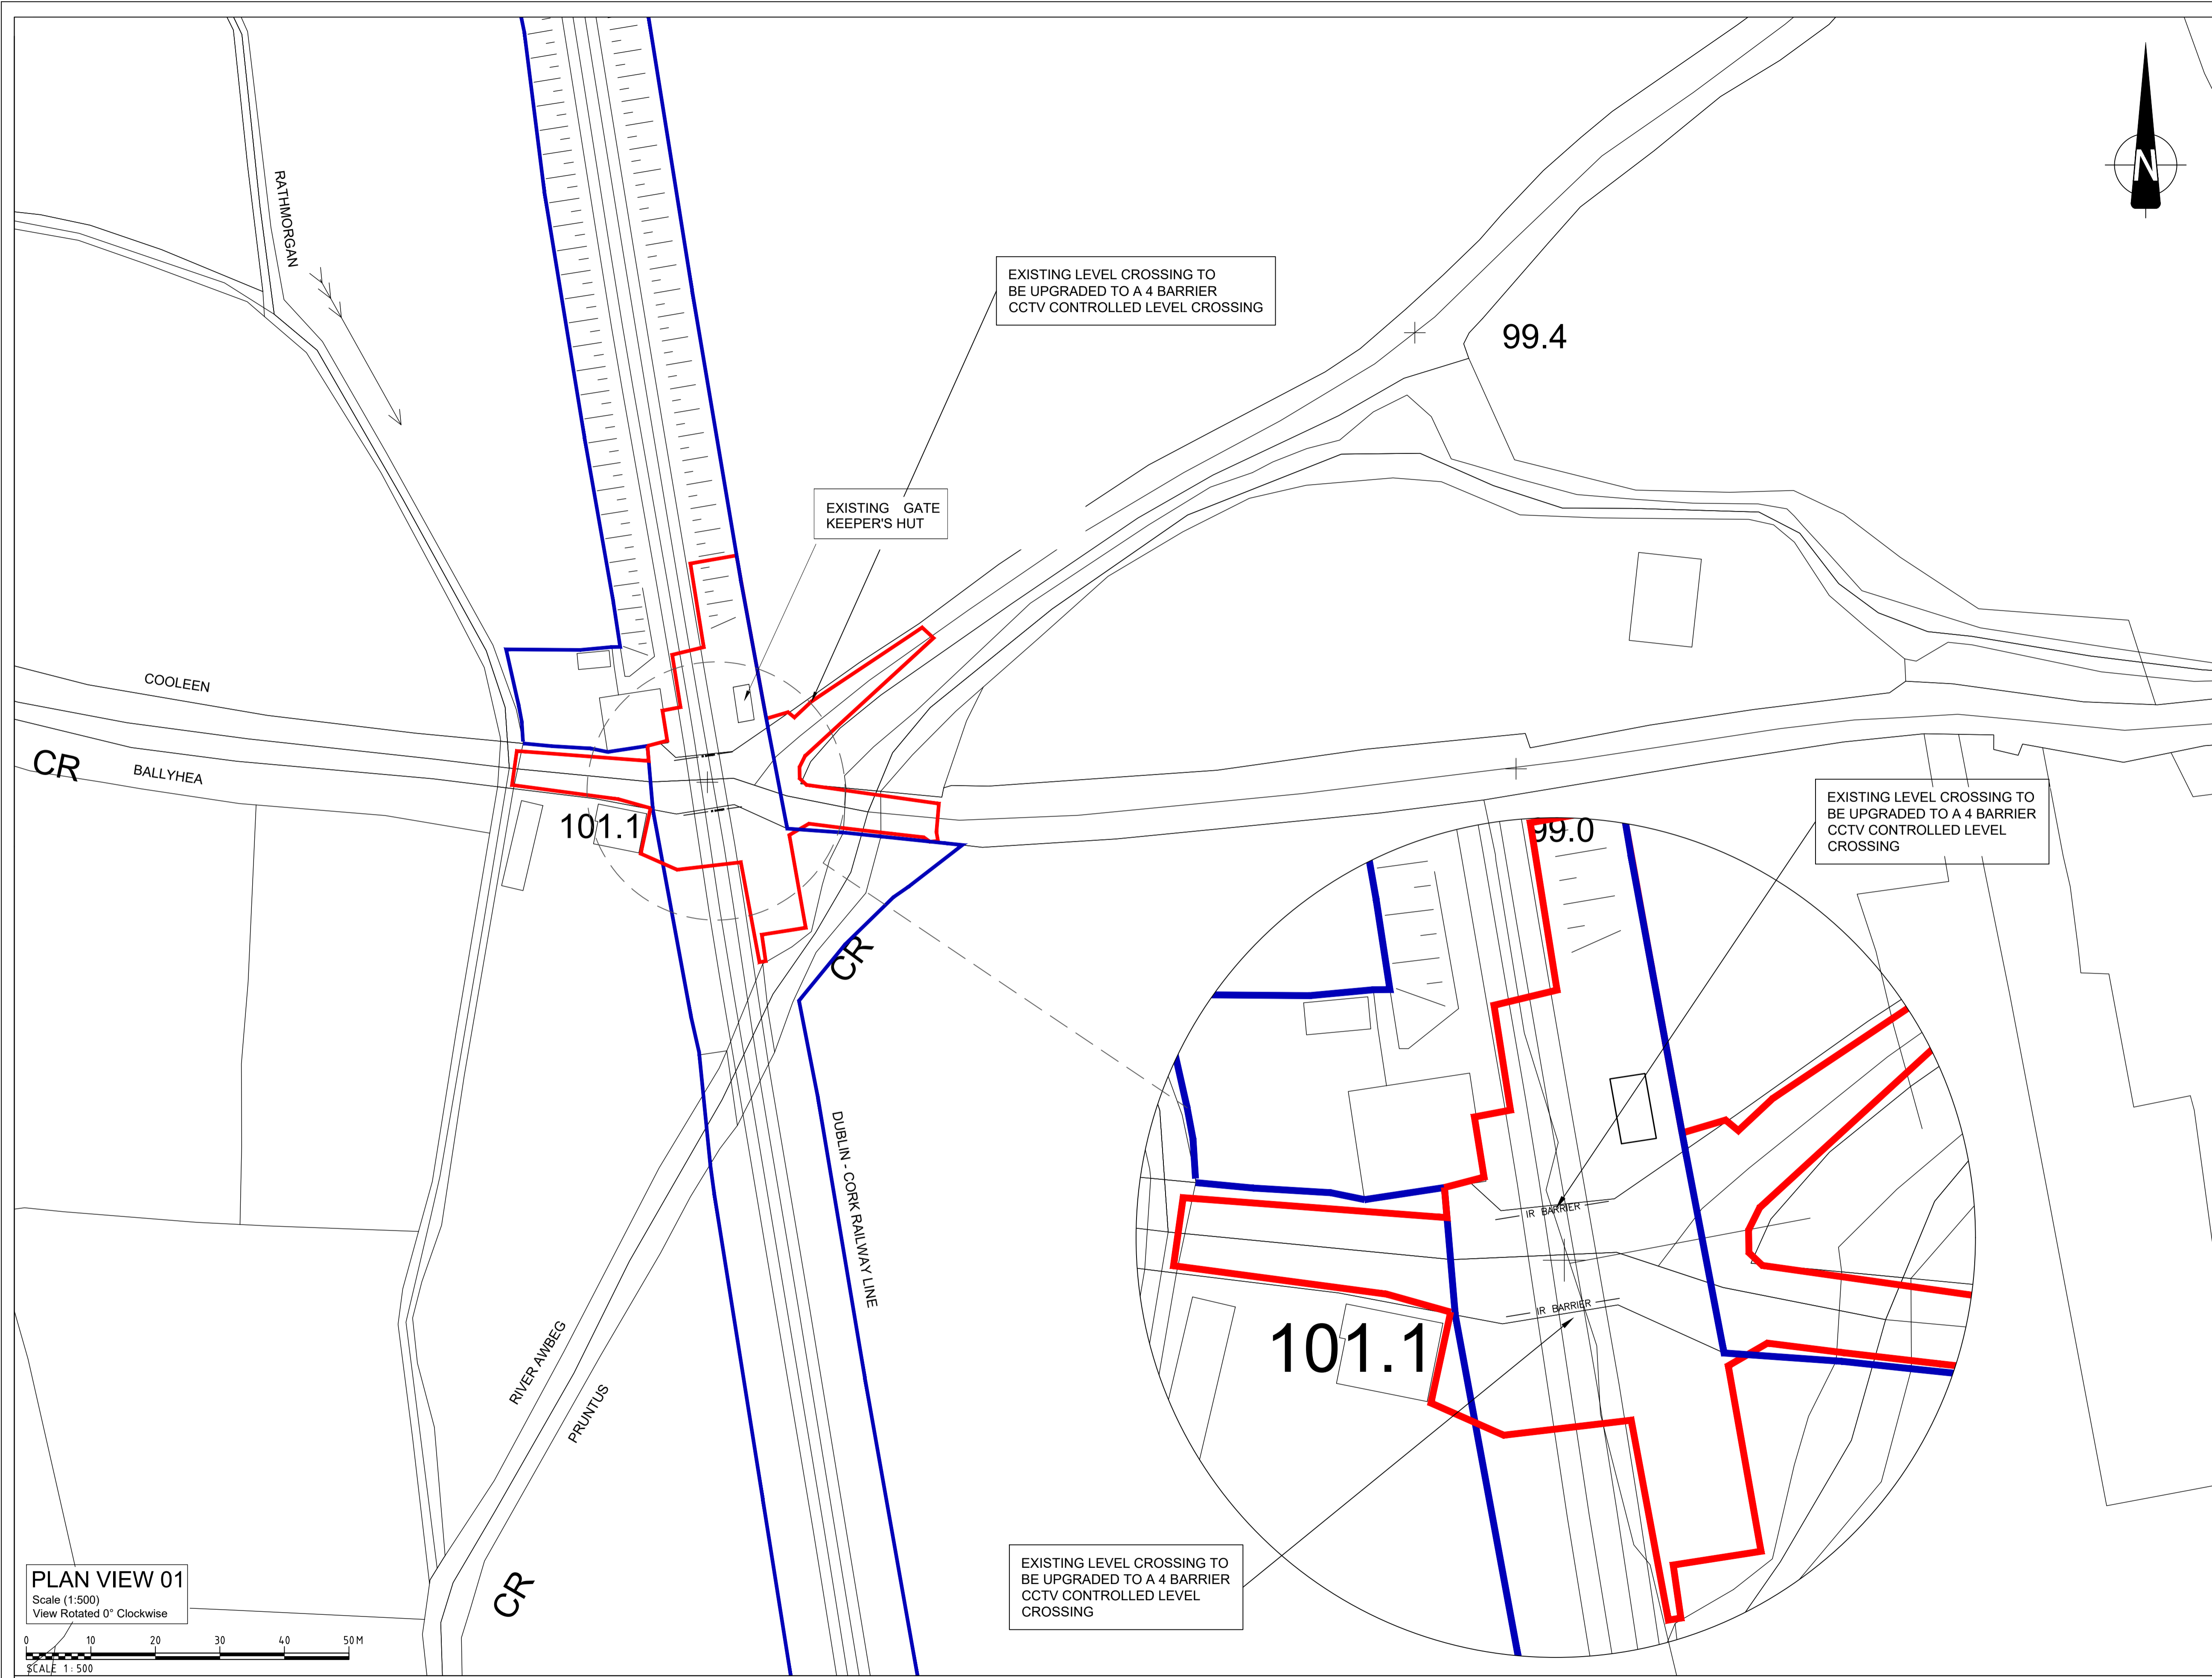 N
RATHMORGAN
EXISTING LEVEL CROSSING TO
BE UPGRADED TO A 4 BARRIER
CCTV CONTROLLED LEVEL CROSSING
99.4
EXISTING GATE
KEEPER'S HUT
COOLEEN
CR
BALLYHEA
101.1
EXISTING LEVEL CROSSING TO
BE UPGRADED TO A 4 BARRIER
CCTV CONTROLLED LEVEL
CROSSING
99.0
CR
DUBLIN - CORK RAILWAY LINE
IR BARRIER
IR BARRIER
101.1
RIVER AWBEG
PRUNTUS
CR
EXISTING LEVEL CROSSING TO
BE UPGRADED TO A 4 BARRIER
CCTV CONTROLLED LEVEL
CROSSING
PLAN VIEW 01
Scale (1:500)
View Rotated 0° Clockwise
0 10 20 30 40 50 M
SCALE 1:500